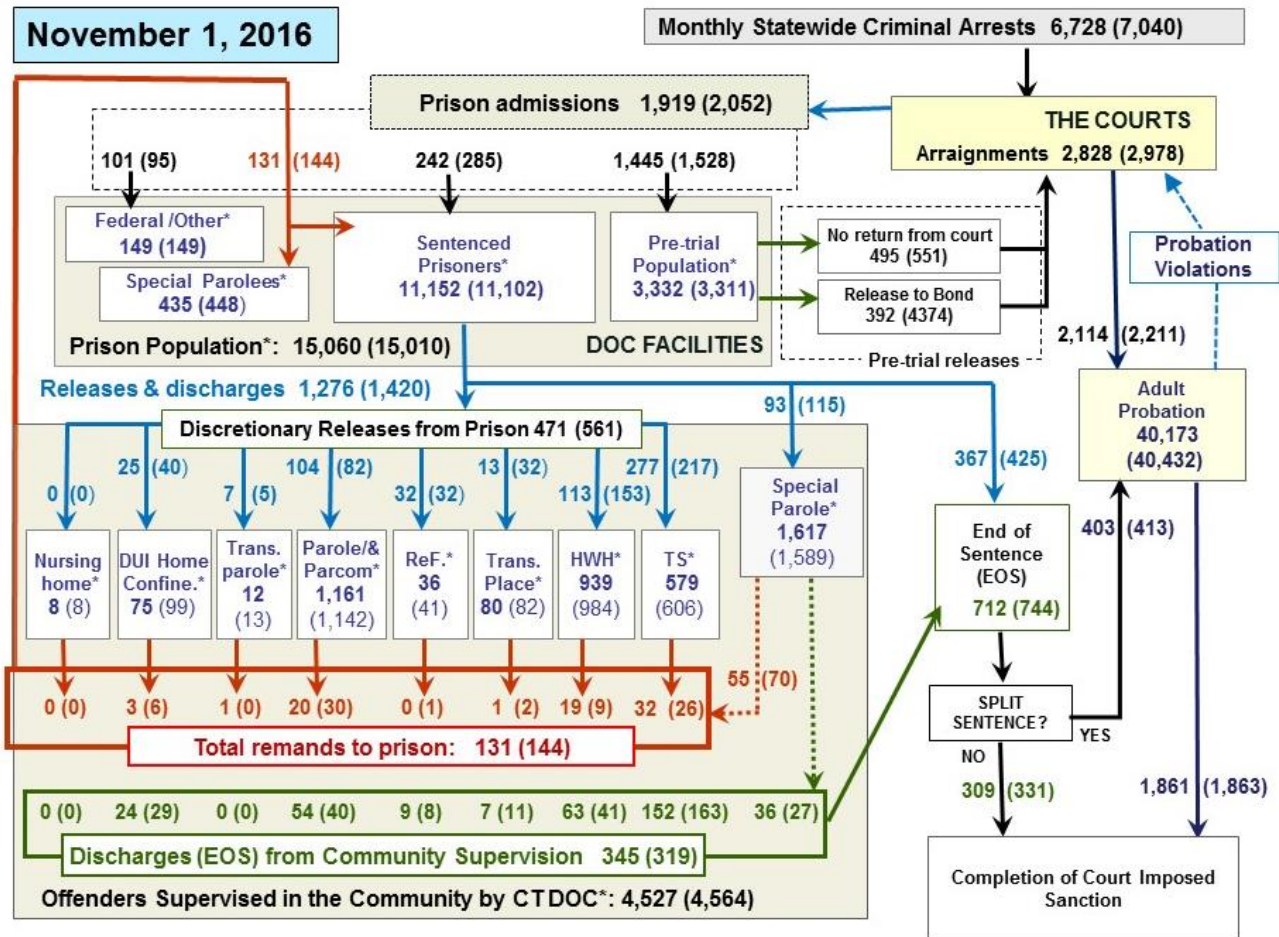 November 1, 2016
Monthly Statewide Criminal Arrests 6,728 (7,040)
Prison admissions 1,919 (2,052)
THE COURTS
Arraignments 2,828 (2,978)
101 (95)
131 (144)
242 (285)
1,445 (1,528)
Federal /Other*
149 (149)
Special Parolees*
435 (448)
Sentenced
Prisoners*
11,152 (11,102)
Pre-trial
Population*
3,332 (3,311)
No return from court
495 (551)
Release to Bond
392 (4374)
Pre-trial releases
Probation
Violations
Prison Population*: 15,060 (15,010)
DOC FACILITIES
2,114 (2,211)
Releases & discharges 1,276 (1,420)
93 (115)
Adult
Probation
40,173
(40,432)
Discretionary Releases from Prison 471 (561)
0 (0)
25 (40)
7 (5)
104 (82)
32 (32)
13 (32)
113 (153)
277 (217)
367 (425)
403 (413)
Nursing
home*
8 (8)
DUI Home
Confine.*
75 (99)
Trans.
parole*
12
(13)
Parole/&
Parcom*
1,161
(1,142)
ReF.*
36
(41)
Trans.
Place*
80 (82)
HWH*
939
(984)
TS*
579
(606)
Special
Parole*
1,617
(1,589)
End of
Sentence
(EOS)
712 (744)
55 (70)
0 (0) 3 (6) 1 (0) 20 (30) 0 (1) 1 (2) 19 (9) 32 (26)
Total remands to prison: 131 (144)
SPLIT
SENTENCE?
YES
NO
309 (331)
1,861 (1,863)
0 (0) 24 (29) 0 (0) 54 (40) 9 (8) 7 (11) 63 (41) 152 (163) 36 (27)
Discharges (EOS) from Community Supervision 345 (319)
Offenders Supervised in the Community by CTDOC*: 4,527 (4,564)
Completion of Court Imposed
Sanction